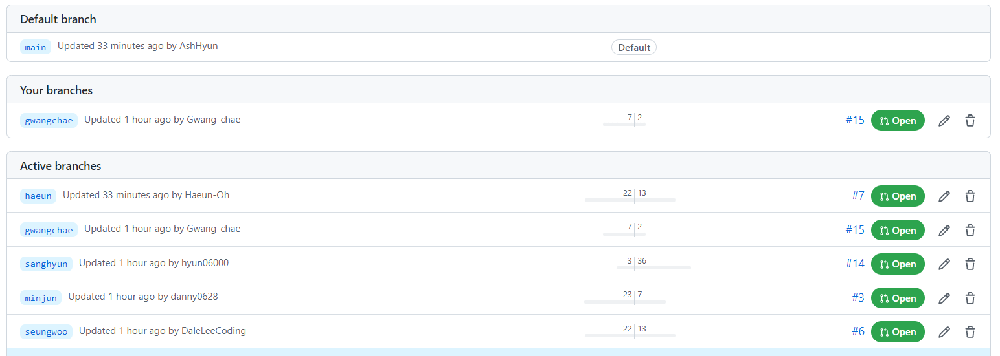 Default branch
main Updated 33 minutes ago by AshHyun Default
Your branches
gwangchae Updated 1 hour ago by Gwang-chae 7 2 #15 Open
Active branches
haeun Updated 33 minutes ago by Haeun-Oh 22 13 #7 Open
gwangchae Updated 1 hour ago by Gwang-chae 7 2 #15 Open
sanghyun Updated 1 hour ago by hyun06000 3 36 #14 Open
minjun Updated 1 hour ago by danny0628 23 7 #3 Open
seungwoo Updated 1 hour ago by DaleLeeCoding 22 13 #6 Open